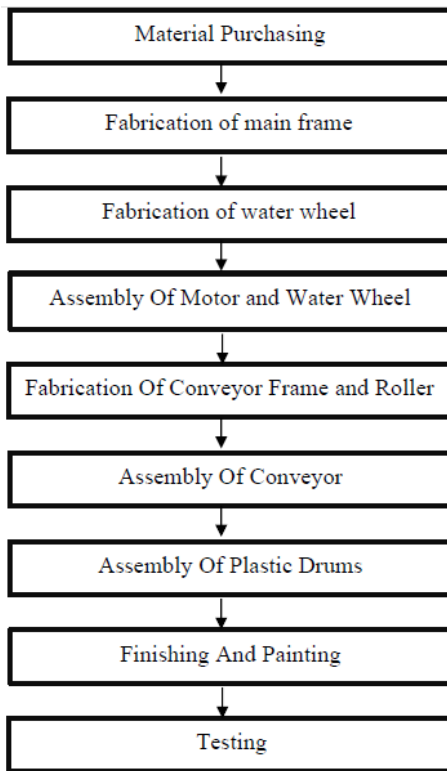 Material Purchasing
Fabrication of main frame
Fabrication of water wheel
Assembly Of Motor and Water Wheel
Fabrication Of Conveyor Frame and Roller
Assembly Of Conveyor
Assembly Of Plastic Drums
Finishing And Painting
Testing